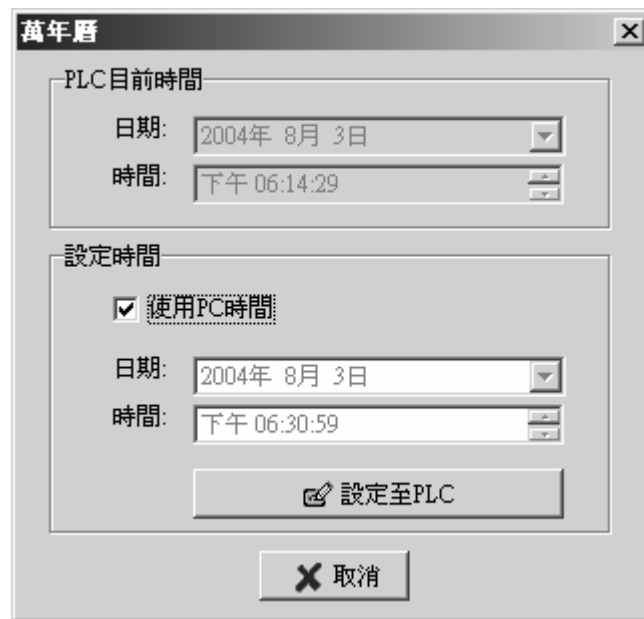 萬年曆
PLC目前時間
日期: 2004年 8月 3日
時間: 下午 06:14:29
設定時間
使用PC時間
日期: 2004年 8月 3日
時間: 下午 06:30:59
設定至PLC
取消